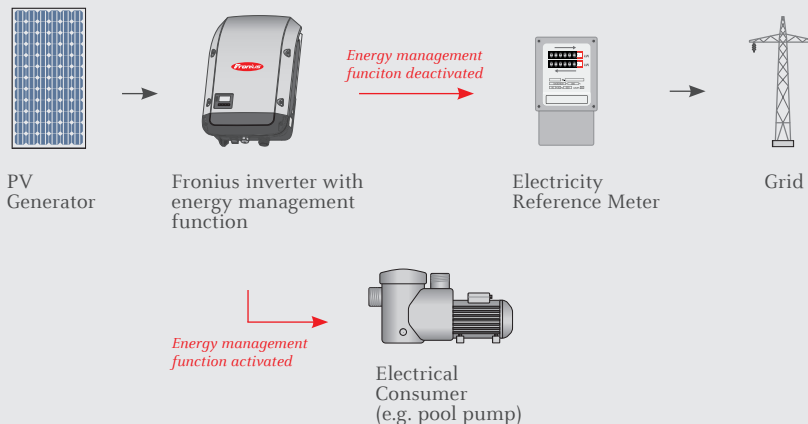 Energy management
funciton deactivated
Fronius
PV
Generator
Fronius inverter with
energy management
function
Electricity
Reference Meter
Grid
Energy management
function activated
Electrical
Consumer
(e.g. pool pump)